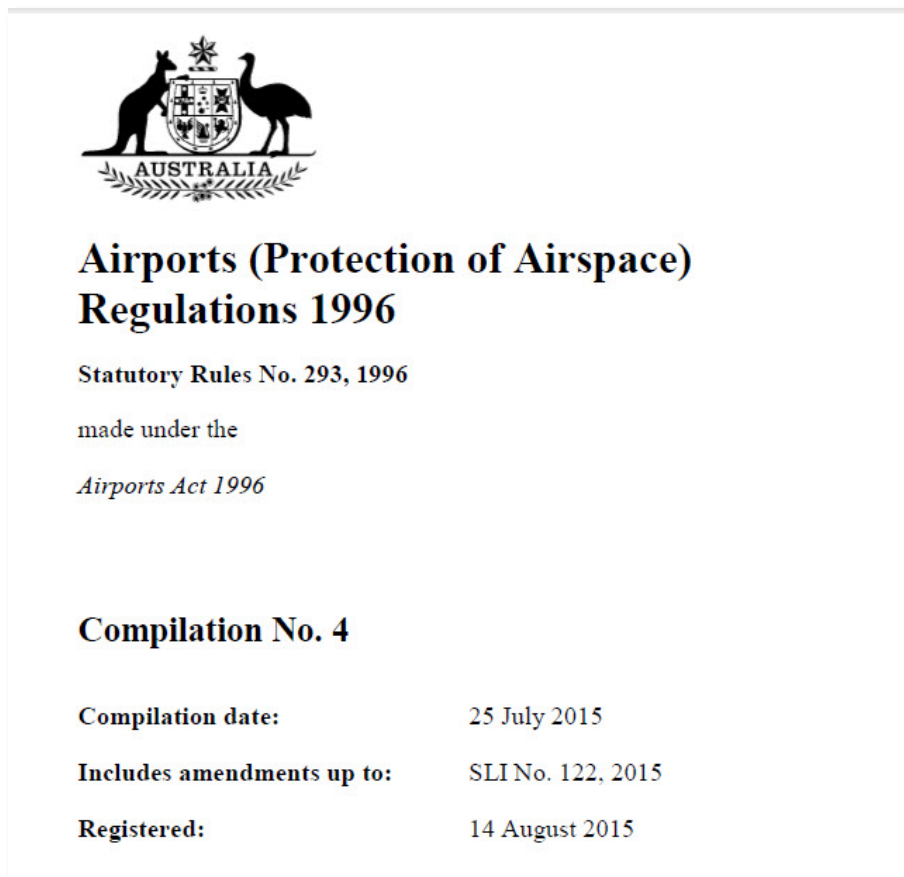 AUSTRALIA
Airports (Protection of Airspace)
Regulations 1996
Statutory Rules No. 293, 1996
made under the
Airports Act 1996
Compilation No. 4
Compilation date: 25 July 2015
Includes amendments up to: SLI No. 122, 2015
Registered: 14 August 2015